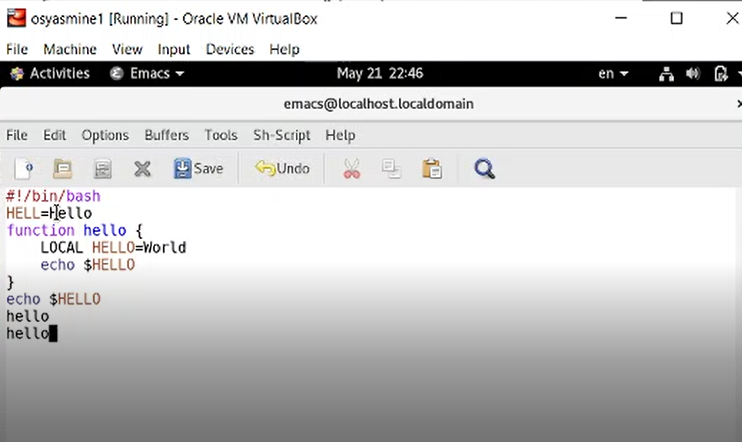 osyasmine1 [Running] - Oracle VM VirtualBox
File Machine View Input Devices Help
Activities Emacs May 21 22:46 en
emacs@localhost.localdomain
File Edit Options Buffers Tools Sh-Script Help
Save Undo
#!/bin/bash
HELL=Hello
function hello {
    LOCAL HELLO=World
    echo $HELLO
}
echo $HELLO
hello
hello